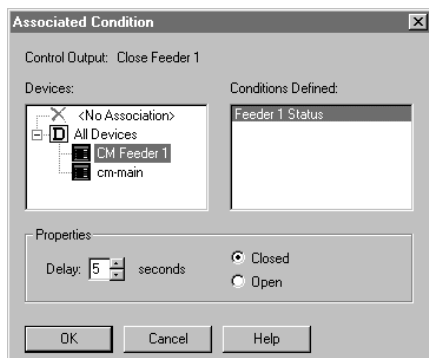 Associated Condition
Control Output: Close Feeder 1
Devices:
Conditions Defined:
<No Association>
D All Devices
CM Feeder 1
cm-main
Feeder 1 Status
Properties
Delay: 5 seconds
Closed
Open
OK Cancel Help